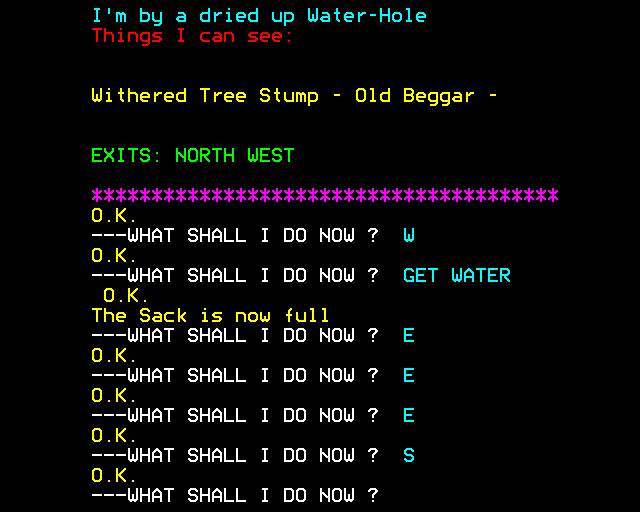 I'm by a dried up Water-Hole
Things I can see:
Withered Tree Stump - Old Beggar -
EXITS: NORTH WEST
***************************************
O.K.
---WHAT SHALL I DO NOW ? W
O.K.
---WHAT SHALL I DO NOW ? GET WATER
O.K.
The Sack is now full
---WHAT SHALL I DO NOW ? E
O.K.
---WHAT SHALL I DO NOW ? E
O.K.
---WHAT SHALL I DO NOW ? E
O.K.
---WHAT SHALL I DO NOW ? S
O.K.
---WHAT SHALL I DO NOW ?